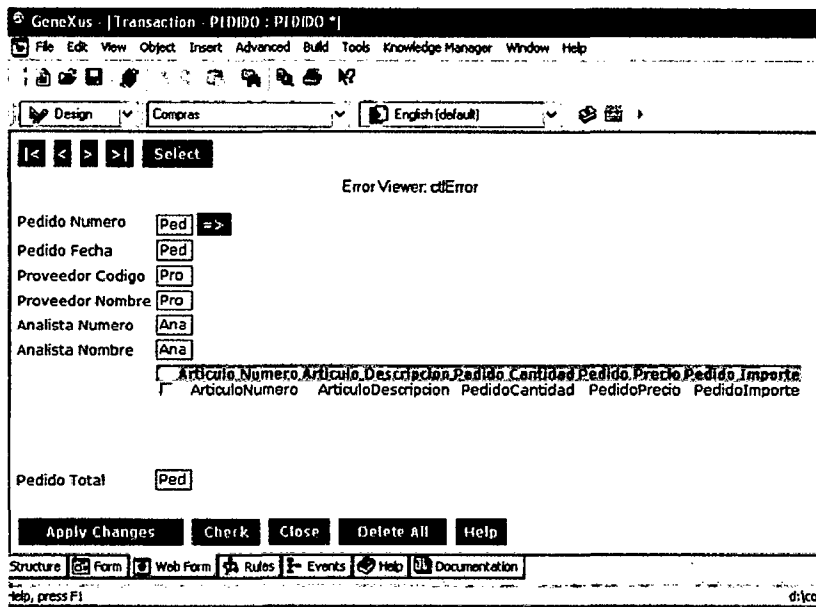 GeneXus - [Transaction - PEDIDO : PEDIDO *]
File Edit View Object Insert Advanced Build Tools Knowledge Manager Window Help
Design Compras English (default)
|< < > >| Select
Error Viewer: ctlError
Pedido Numero Ped =>
Pedido Fecha Ped
Proveedor Codigo Pro
Proveedor Nombre Pro
Analista Numero Ana
Analista Nombre Ana
Articulo Numero Articulo Descripcion Pedido Cantidad Pedido Precio Pedido Importe
ArticuloNumero ArticuloDescripcion PedidoCantidad PedidoPrecio PedidoImporte
Pedido Total Ped
Apply Changes Check Close Delete All Help
Structure Form Web Form Rules Events Help Documentation
Help, press F1 d:\co